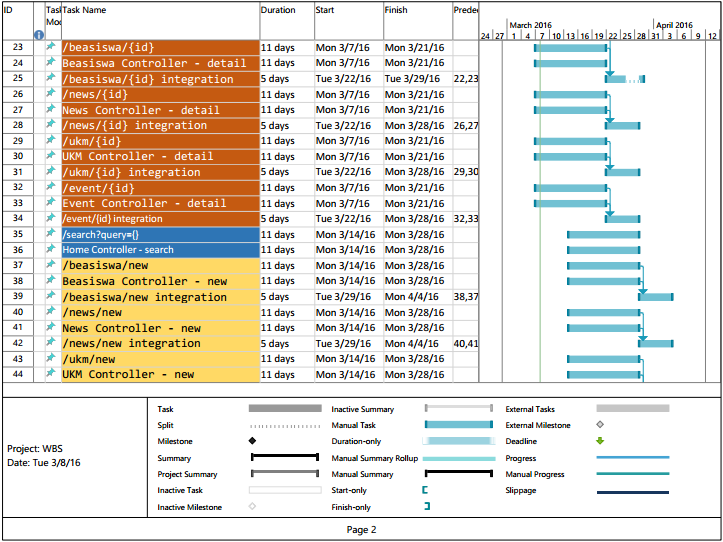 ID Task Mod Task Name Duration Start Finish Prede
March 2016 April 2016
24 27 1 4 7 10 13 16 19 22 25 28 31 3 6 9 12
23 /beasiswa/{id} 11 days Mon 3/7/16 Mon 3/21/16
24 Beasiswa Controller - detail 11 days Mon 3/7/16 Mon 3/21/16
25 /beasiswa/{id} integration 5 days Tue 3/22/16 Tue 3/29/16 22,23
26 /news/{id} 11 days Mon 3/7/16 Mon 3/21/16
27 News Controller - detail 11 days Mon 3/7/16 Mon 3/21/16
28 /news/{id} integration 5 days Tue 3/22/16 Mon 3/28/16 26,27
29 /ukm/{id} 11 days Mon 3/7/16 Mon 3/21/16
30 UKM Controller - detail 11 days Mon 3/7/16 Mon 3/21/16
31 /ukm/{id} integration 5 days Tue 3/22/16 Mon 3/28/16 29,30
32 /event/{id} 11 days Mon 3/7/16 Mon 3/21/16
33 Event Controller - detail 11 days Mon 3/7/16 Mon 3/21/16
34 /event/{id} integration 5 days Tue 3/22/16 Mon 3/28/16 32,33
35 /search?query={} 11 days Mon 3/14/16 Mon 3/28/16
36 Home Controller - search 11 days Mon 3/14/16 Mon 3/28/16
37 /beasiswa/new 11 days Mon 3/14/16 Mon 3/28/16
38 Beasiswa Controller - new 11 days Mon 3/14/16 Mon 3/28/16
39 /beasiswa/new integration 5 days Tue 3/29/16 Mon 4/4/16 38,37
40 /news/new 11 days Mon 3/14/16 Mon 3/28/16
41 News Controller - new 11 days Mon 3/14/16 Mon 3/28/16
42 /news/new integration 5 days Tue 3/29/16 Mon 4/4/16 40,41
43 /ukm/new 11 days Mon 3/14/16 Mon 3/28/16
44 UKM Controller - new 11 days Mon 3/14/16 Mon 3/28/16
Project: WBS
Date: Tue 3/8/16
Task Inactive Summary External Tasks
Split Manual Task External Milestone
Milestone Duration-only Deadline
Summary Manual Summary Rollup Progress
Project Summary Manual Summary Manual Progress
Inactive Task Start-only Slippage
Inactive Milestone Finish-only
Page 2